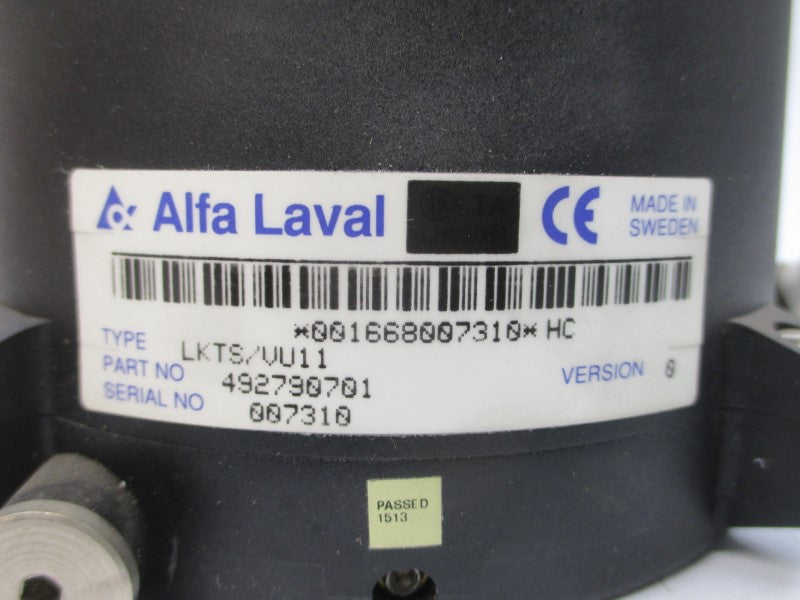 Alfa Laval CE MADE IN
SWEDEN
*001668007310* HC
TYPE LKTS/VU11
PART NO 492790701
SERIAL NO 007310
VERSION 0
PASSED
1513